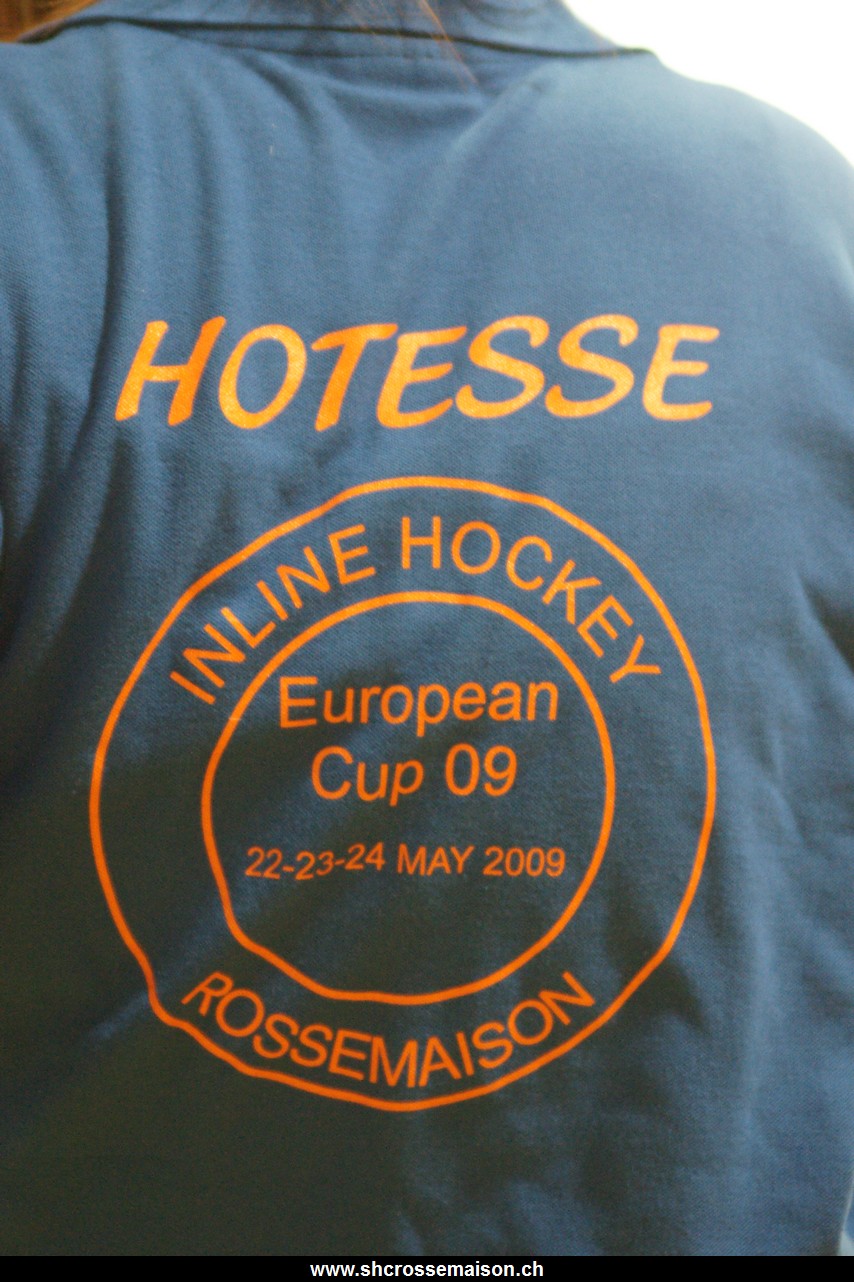 HOTESSE
INLINE HOCKEY
European
Cup 09
22-23-24 MAY 2009
ROSSEMAISON
www.shcrossemaison.ch